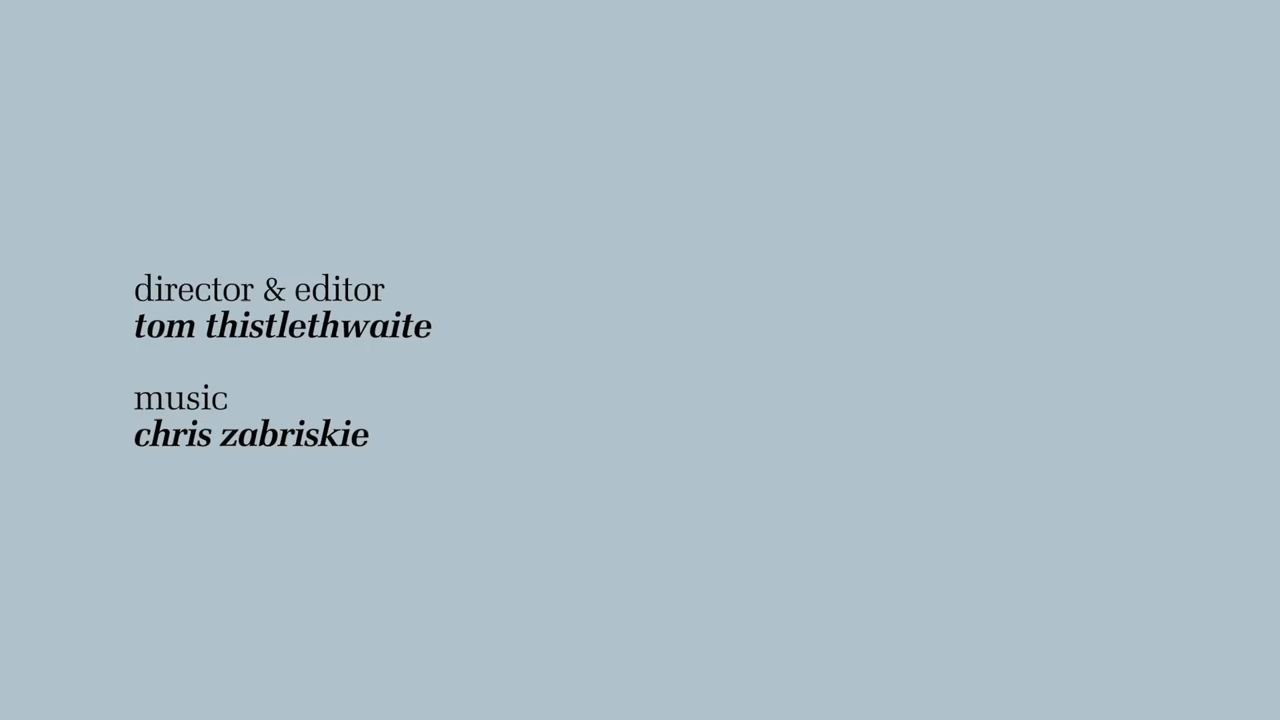 director & editor
tom thistlethwaite
music
chris zabriskie